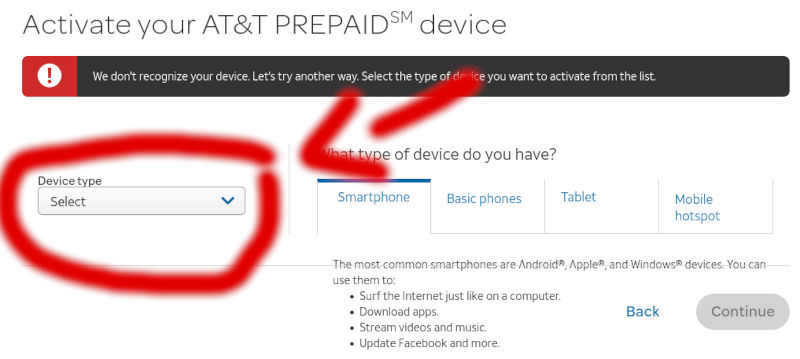 Activate your AT&T PREPAID℠ device
We don't recognize your device. Let's try another way. Select the type of device you want to activate from the list.
What type of device do you have?
Device type
Select
Smartphone
Basic phones
Tablet
Mobile
hotspot
The most common smartphones are Android®, Apple®, and Windows® devices. You can
use them to:
• Surf the Internet just like on a computer.
• Download apps.
• Stream videos and music.
• Update Facebook and more.
Back
Continue